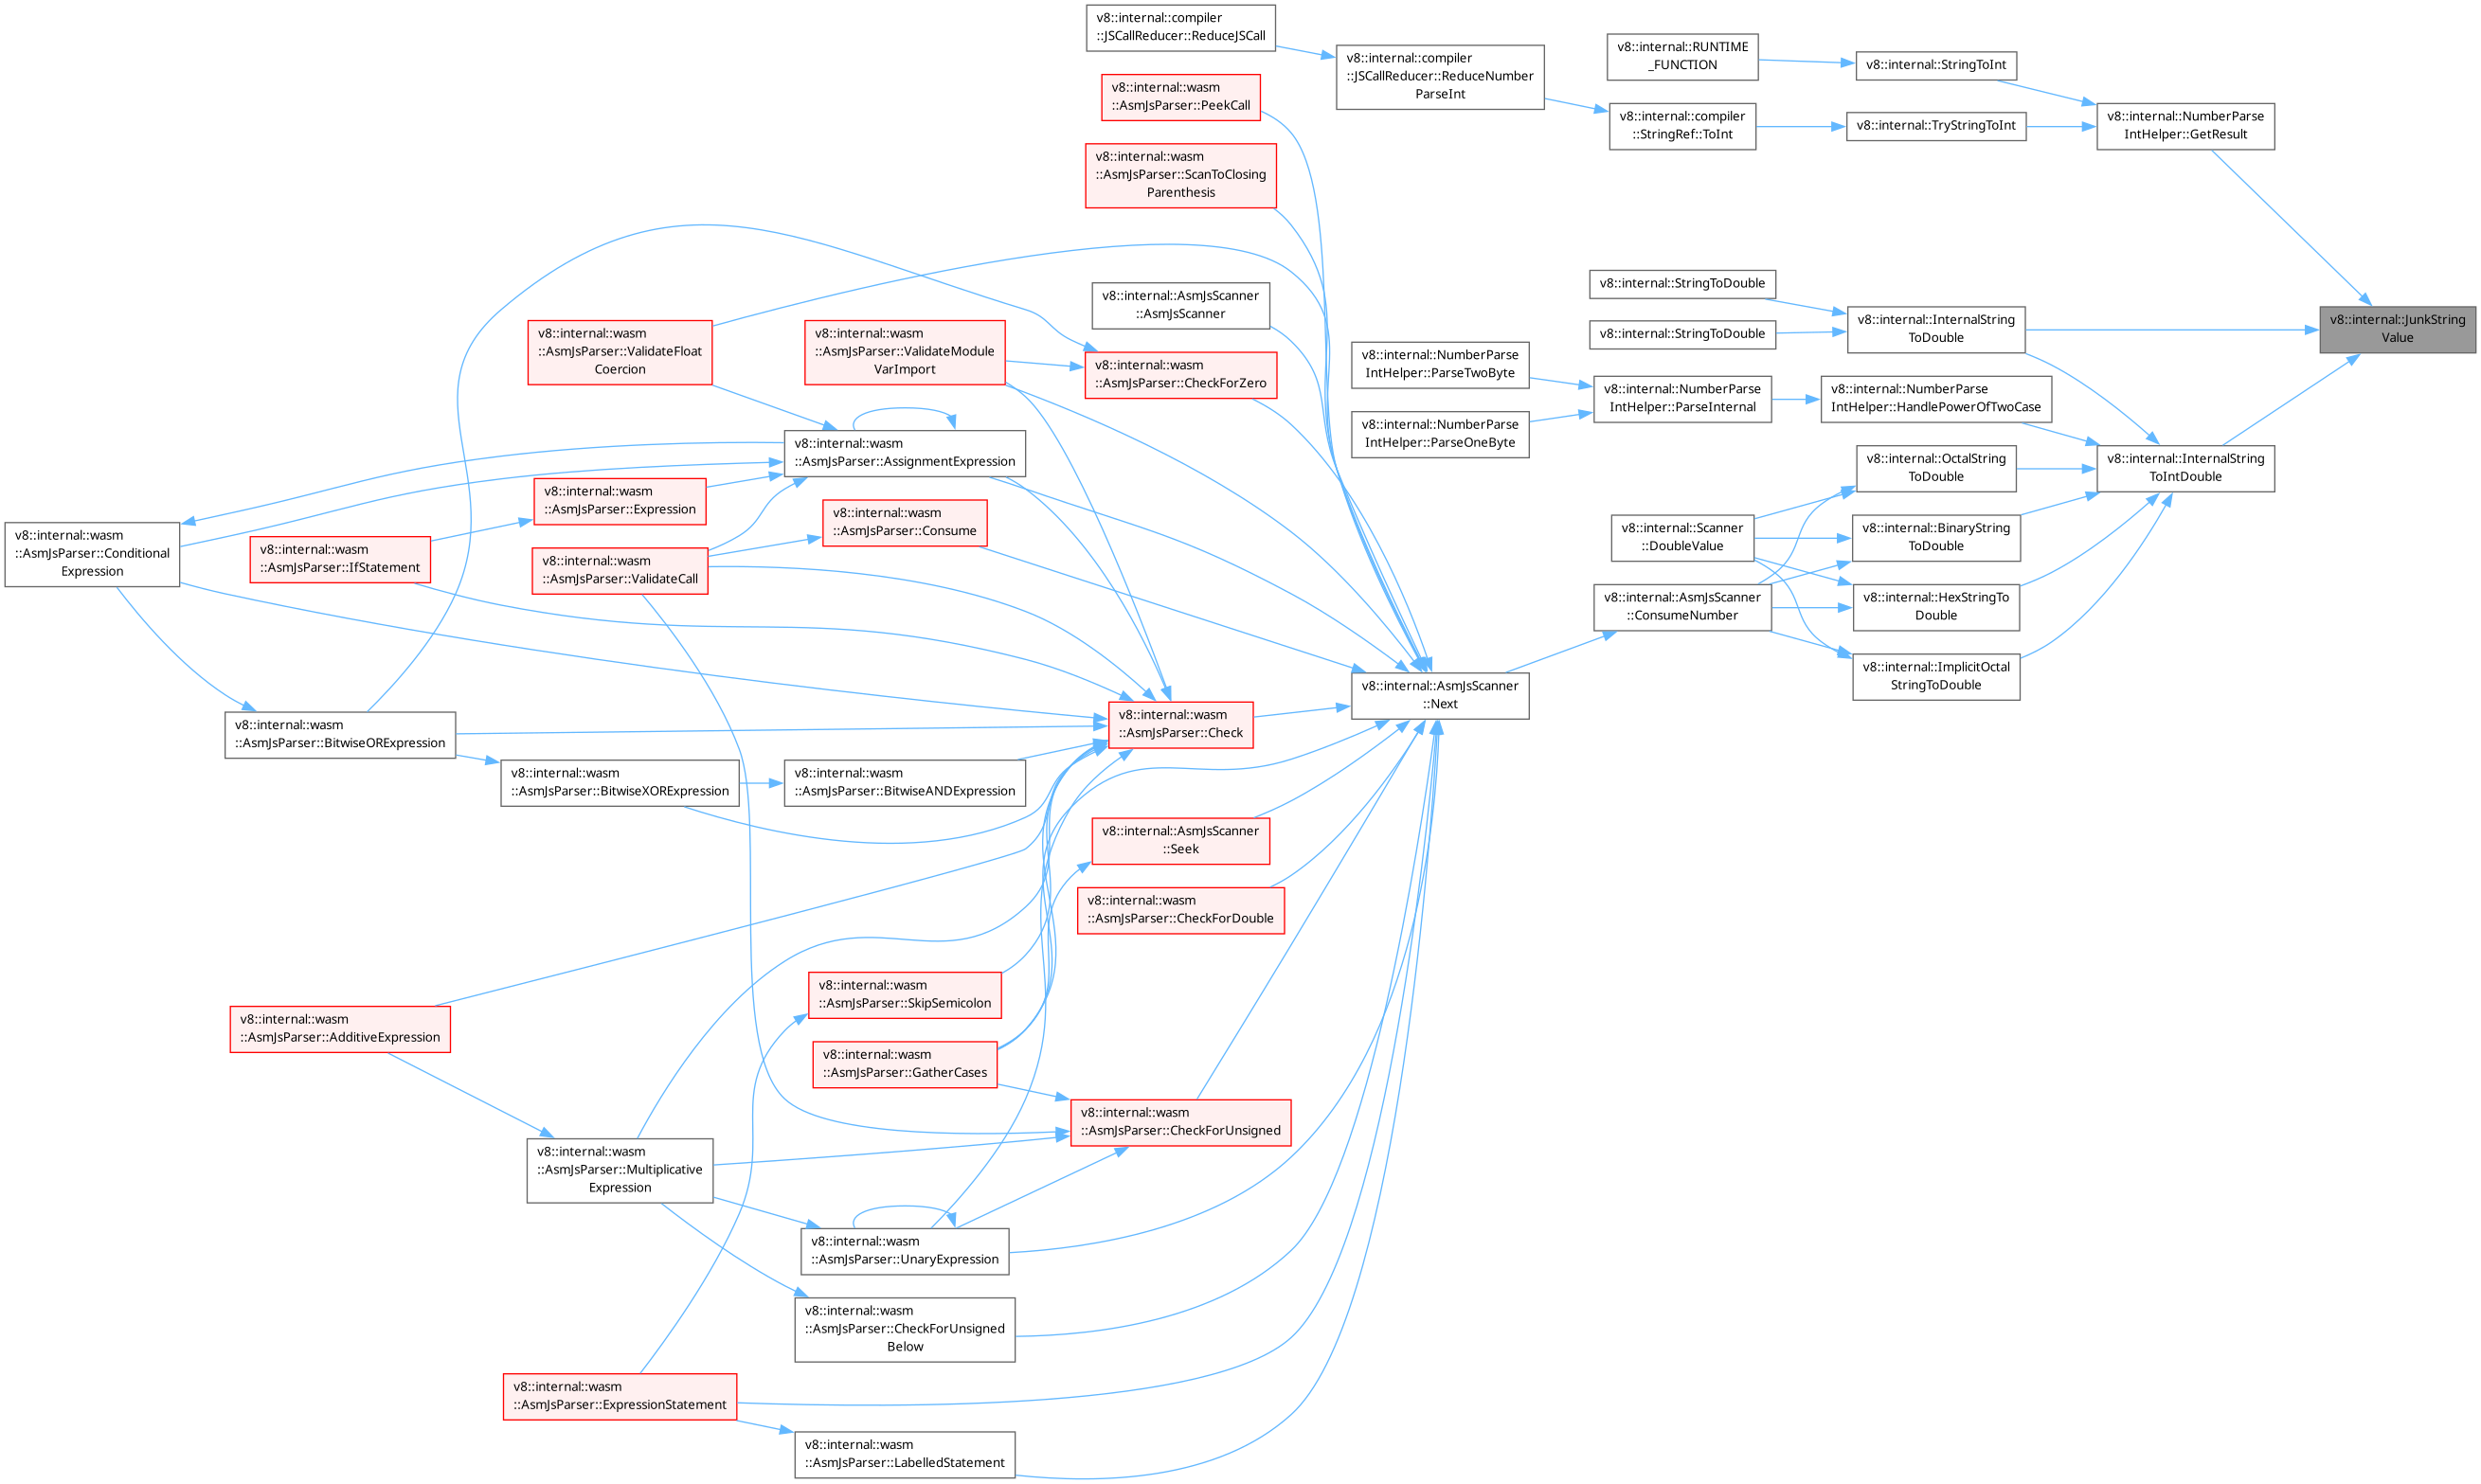 v8::internal::compiler
::JSCallReducer::ReduceJSCall
v8::internal::compiler
::JSCallReducer::ReduceNumber
ParseInt
v8::internal::RUNTIME
_FUNCTION
v8::internal::StringToInt
v8::internal::wasm
::AsmJsParser::PeekCall
v8::internal::compiler
::StringRef::ToInt
v8::internal::TryStringToInt
v8::internal::NumberParse
IntHelper::GetResult
v8::internal::wasm
::AsmJsParser::ScanToClosing
Parenthesis
v8::internal::AsmJsScanner
::AsmJsScanner
v8::internal::StringToDouble
v8::internal::StringToDouble
v8::internal::InternalString
ToDouble
v8::internal::JunkString
Value
v8::internal::wasm
::AsmJsParser::ValidateFloat
Coercion
v8::internal::wasm
::AsmJsParser::ValidateModule
VarImport
v8::internal::wasm
::AsmJsParser::CheckForZero
v8::internal::NumberParse
IntHelper::ParseTwoByte
v8::internal::NumberParse
IntHelper::ParseInternal
v8::internal::NumberParse
IntHelper::HandlePowerOfTwoCase
v8::internal::NumberParse
IntHelper::ParseOneByte
v8::internal::wasm
::AsmJsParser::AssignmentExpression
v8::internal::OctalString
ToDouble
v8::internal::InternalString
ToIntDouble
v8::internal::wasm
::AsmJsParser::Expression
v8::internal::wasm
::AsmJsParser::Consume
v8::internal::Scanner
::DoubleValue
v8::internal::BinaryString
ToDouble
v8::internal::wasm
::AsmJsParser::Conditional
Expression
v8::internal::wasm
::AsmJsParser::IfStatement
v8::internal::wasm
::AsmJsParser::ValidateCall
v8::internal::AsmJsScanner
::ConsumeNumber
v8::internal::HexStringTo
Double
v8::internal::ImplicitOctal
StringToDouble
v8::internal::AsmJsScanner
::Next
v8::internal::wasm
::AsmJsParser::BitwiseORExpression
v8::internal::wasm
::AsmJsParser::Check
v8::internal::wasm
::AsmJsParser::BitwiseXORExpression
v8::internal::wasm
::AsmJsParser::BitwiseANDExpression
v8::internal::AsmJsScanner
::Seek
v8::internal::wasm
::AsmJsParser::CheckForDouble
v8::internal::wasm
::AsmJsParser::SkipSemicolon
v8::internal::wasm
::AsmJsParser::AdditiveExpression
v8::internal::wasm
::AsmJsParser::GatherCases
v8::internal::wasm
::AsmJsParser::CheckForUnsigned
v8::internal::wasm
::AsmJsParser::Multiplicative
Expression
v8::internal::wasm
::AsmJsParser::UnaryExpression
v8::internal::wasm
::AsmJsParser::CheckForUnsigned
Below
v8::internal::wasm
::AsmJsParser::ExpressionStatement
v8::internal::wasm
::AsmJsParser::LabelledStatement